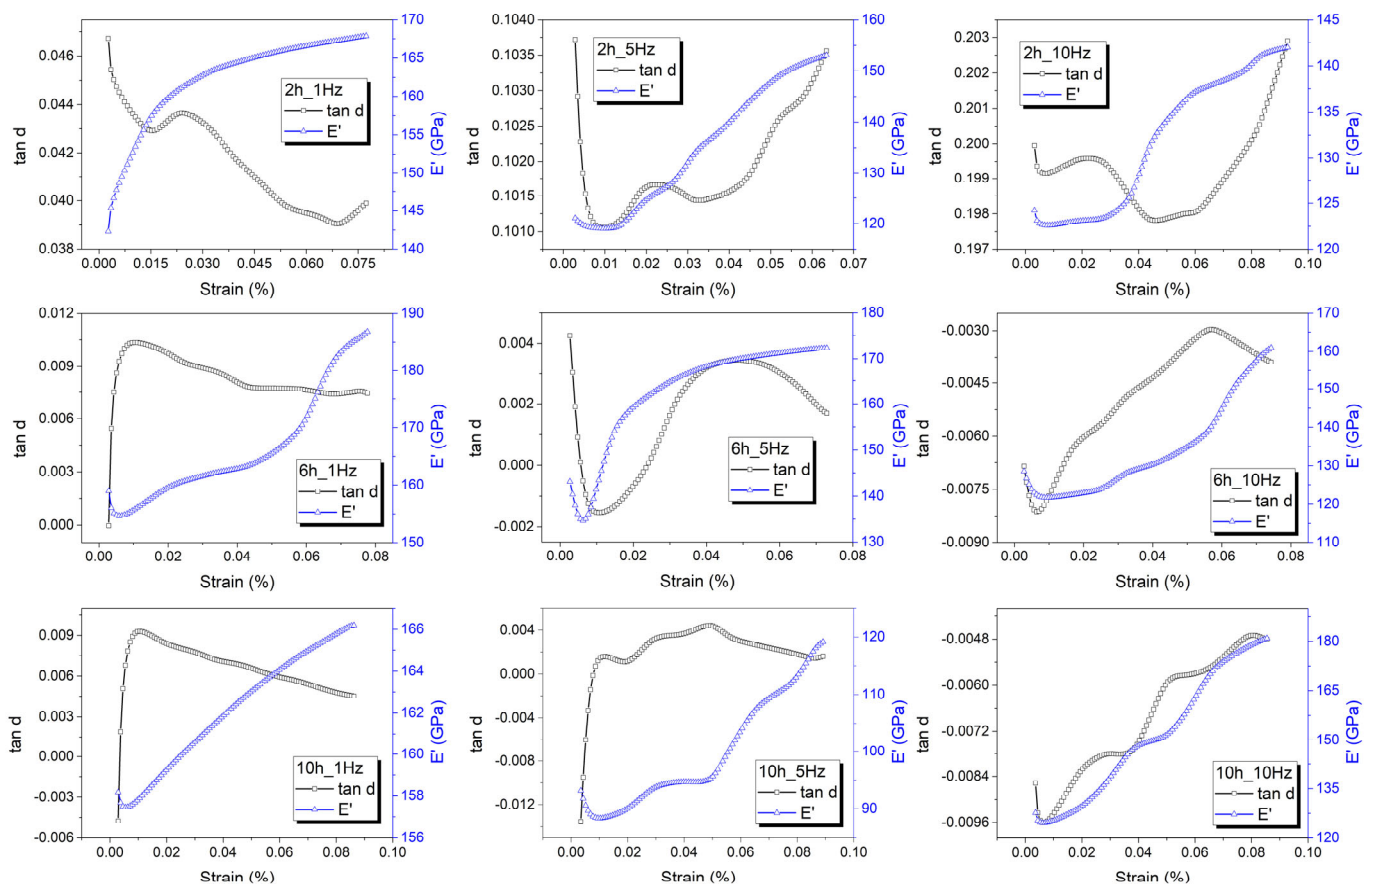 0.046
0.044
0.042
0.040
0.038
tan d
0.000
0.015
0.030
0.045
0.060
0.075
Strain (%)
170
165
160
155
150
145
140
E' (GPa)
2h_1Hz
tan d
E'
0.1040
0.1035
0.1030
0.1025
0.1020
0.1015
0.1010
tan d
0.00
0.01
0.02
0.03
0.04
0.05
0.06
0.07
Strain (%)
160
150
140
130
120
E' (GPa)
2h_5Hz
tan d
E'
0.203
0.202
0.201
0.200
0.199
0.198
0.197
tan d
0.00
0.02
0.04
0.06
0.08
0.10
Strain (%)
145
140
135
130
125
120
E' (GPa)
2h_10Hz
tan d
E'
0.012
0.009
0.006
0.003
0.000
tan d
0.00
0.02
0.04
0.06
0.08
Strain (%)
190
180
170
160
150
E' (GPa)
6h_1Hz
tan d
E'
0.004
0.002
0.000
-0.002
tan d
0.00
0.02
0.04
0.06
0.08
Strain (%)
180
170
160
150
140
130
E' (GPa)
6h_5Hz
tan d
E'
-0.0030
-0.0045
-0.0060
-0.0075
-0.0090
tan d
0.00
0.02
0.04
0.06
0.08
Strain (%)
170
160
150
140
130
120
110
E' (GPa)
6h_10Hz
tan d
E'
0.009
0.006
0.003
0.000
-0.003
-0.006
tan d
0.00
0.02
0.04
0.06
0.08
0.10
Strain (%)
166
164
162
160
158
156
E' (GPa)
10h_1Hz
tan d
E'
0.004
0.000
-0.004
-0.008
-0.012
tan d
0.00
0.02
0.04
0.06
0.08
0.10
Strain (%)
120
110
100
90
E' (GPa)
10h_5Hz
tan d
E'
-0.0048
-0.0060
-0.0072
-0.0084
-0.0096
tan d
0.00
0.02
0.04
0.06
0.08
0.10
Strain (%)
180
165
150
135
120
E' (GPa)
10h_10Hz
tan d
E'